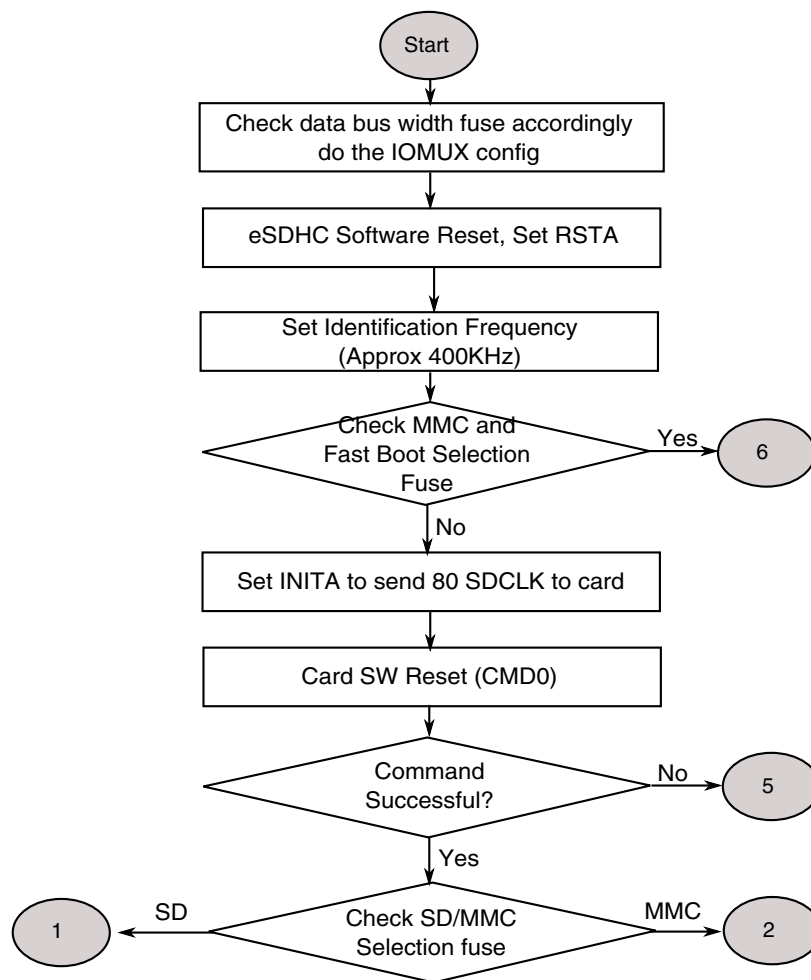 Start
Check data bus width fuse accordingly
do the IOMUX config
eSDHC Software Reset, Set RSTA
Set Identification Frequency
(Approx 400KHz)
Check MMC and
Fast Boot Selection
Fuse
Yes
6
No
Set INITA to send 80 SDCLK to card
Card SW Reset (CMD0)
Command
Successful?
No
5
Yes
1
SD
Check SD/MMC
Selection fuse
MMC
2